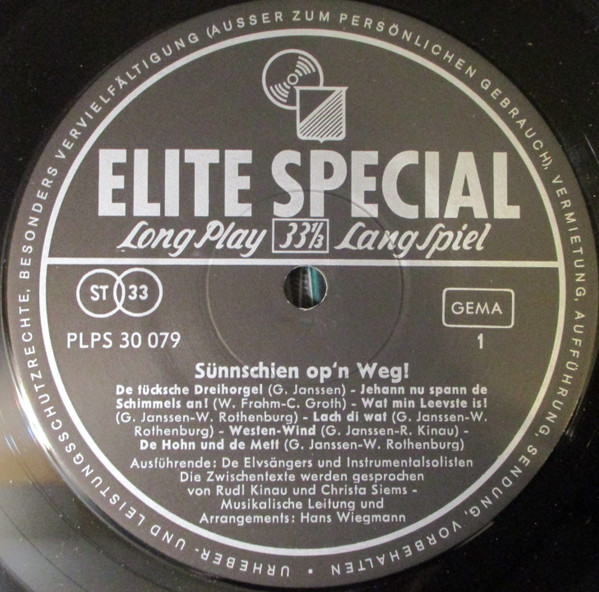 URHEBER- UND LEISTUNGSSCHUTZRECHTE, BESONDERS VERVIELFÄLTIGUNG (AUSSER ZUM PERSÖNLICHEN GEBRAUCH), VERMIETUNG, AUFFÜHRUNG, SENDUNG, VORBEHALTEN •
ELITE SPECIAL
Long Play 33⅓ Lang Spiel
ST 33
GEMA
PLPS 30 079
1
Sünnschien op'n Weg!
De fücksche Dreihorgel (G. Janssen) - Jehann nu spann de
Schimmels an! (W. Frahm-C. Groth) - Wat min Leevste is!
(G. Janssen-W. Rothenburg) - Lach di wat (G. Janssen-W.
Rothenburg) - Westen-Wind (G. Janssen-R. Kinau) -
De Hohn und de Mett (G. Janssen-W. Rothenburg)
Ausführende: De Elvsängers und Instrumentalsolisten
Die Zwischentexte werden gesprochen
von Rudl Kinau und Christa Siems -
Musikalische Leitung und
Arrangements: Hans Wiegmann